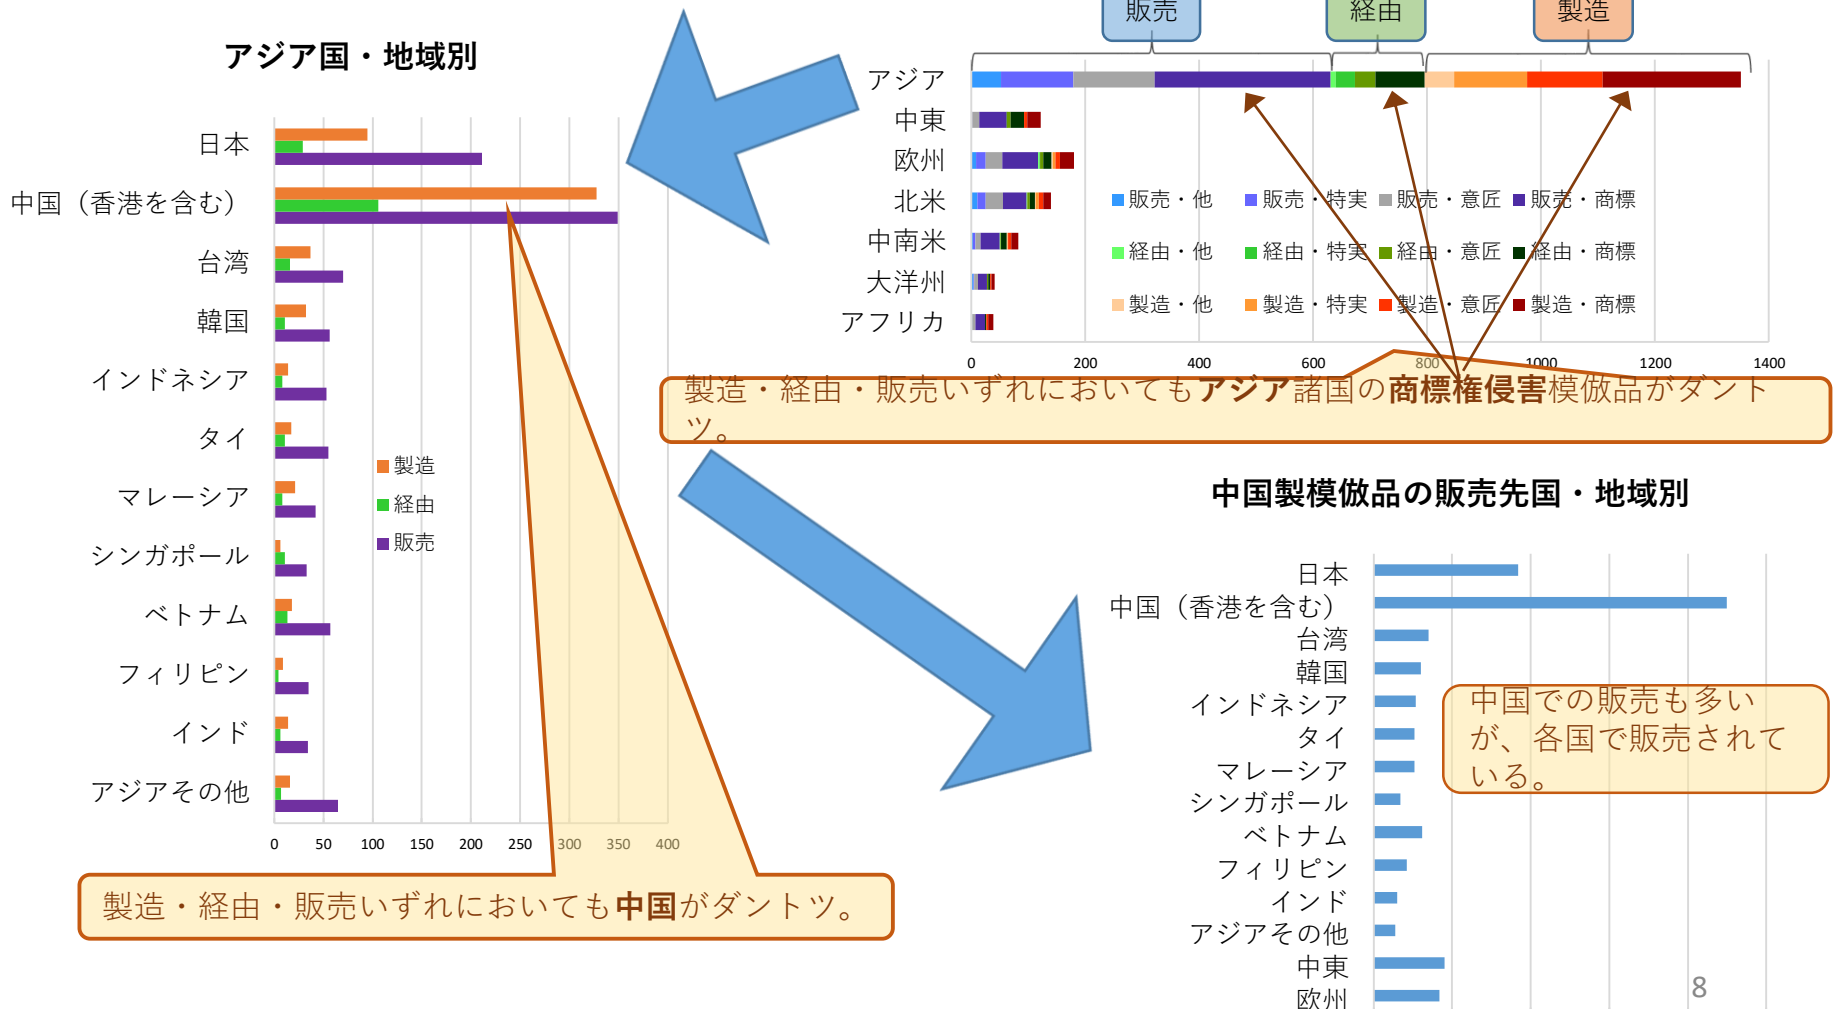 販売
経由
製造
アジア国・地域別
アジア
中東
欧州
北米
中南米
大洋州
アフリカ
販売・他
販売・特実
販売・意匠
販売・商標
経由・他
経由・特実
経由・意匠
経由・商標
製造・他
製造・特実
製造・意匠
製造・商標
0 200 400 600 800 1000 1200 1400
製造・経由・販売いずれにおいてもアジア諸国の商標権侵害模倣品がダント
ツ。
日本
中国（香港を含む）
台湾
韓国
インドネシア
タイ
マレーシア
シンガポール
ベトナム
フィリピン
インド
アジアその他
製造
経由
販売
0 50 100 150 200 250 300 350 400
製造・経由・販売いずれにおいても中国がダントツ。
中国製模倣品の販売先国・地域別
日本
中国（香港を含む）
台湾
韓国
インドネシア
タイ
マレーシア
シンガポール
ベトナム
フィリピン
インド
アジアその他
中東
欧州
中国での販売も多い
が、各国で販売されて
いる。
8